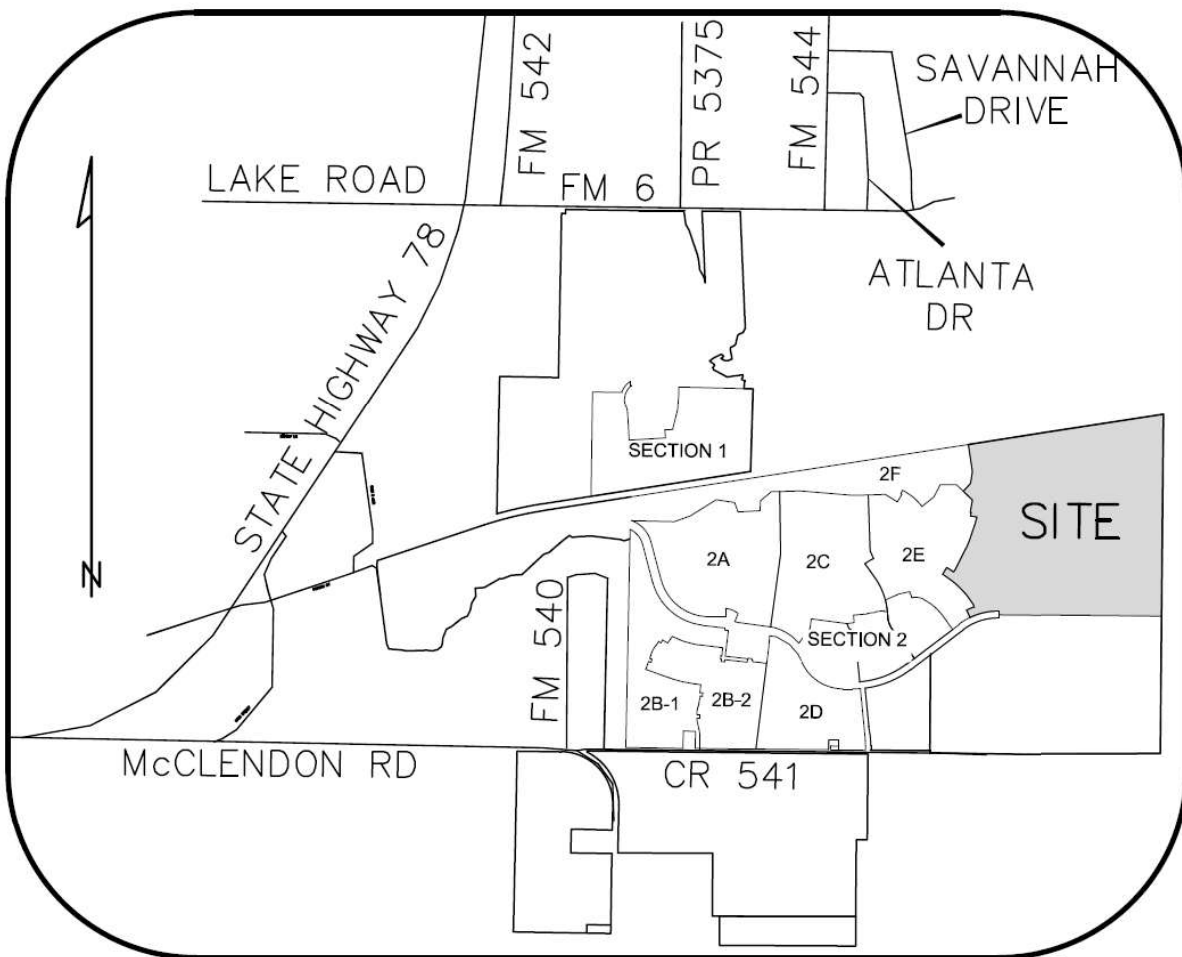 FM 542
PR 5375
FM 544
SAVANNAH
DRIVE
LAKE ROAD
FM 6
ATLANTA
DR
STATE HIGHWAY 78
SECTION 1
2F
SITE
2A
2C
2E
N
FM 540
SECTION 2
2B-1
2B-2
2D
McCLENDON RD
CR 541